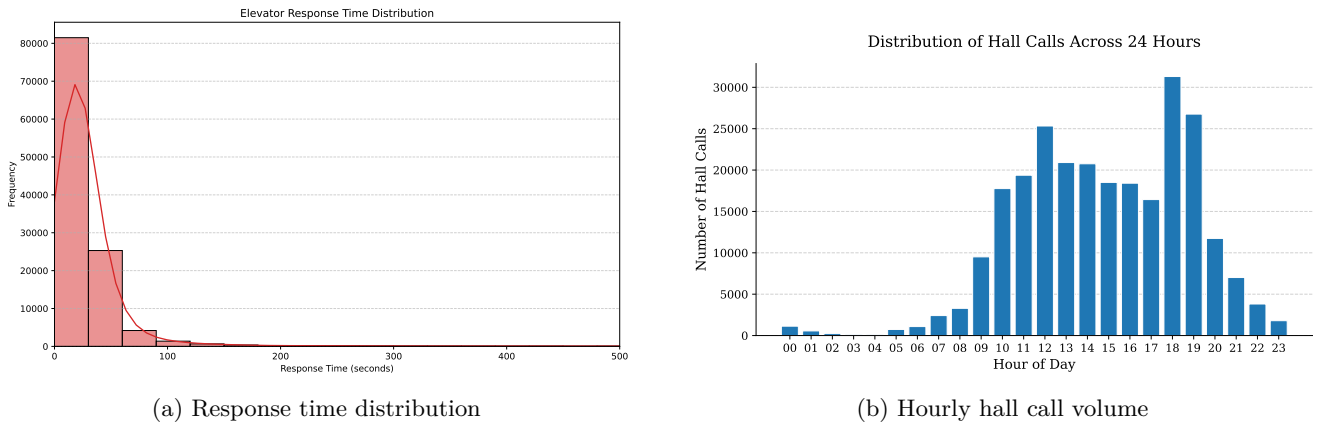 Elevator Response Time Distribution
Frequency
80000
70000
60000
50000
40000
30000
20000
10000
0
0 100 200 300 400 500
Response Time (seconds)
(a) Response time distribution
Distribution of Hall Calls Across 24 Hours
Number of Hall Calls
30000
25000
20000
15000
10000
5000
0
00 01 02 03 04 05 06 07 08 09 10 11 12 13 14 15 16 17 18 19 20 21 22 23
Hour of Day
(b) Hourly hall call volume